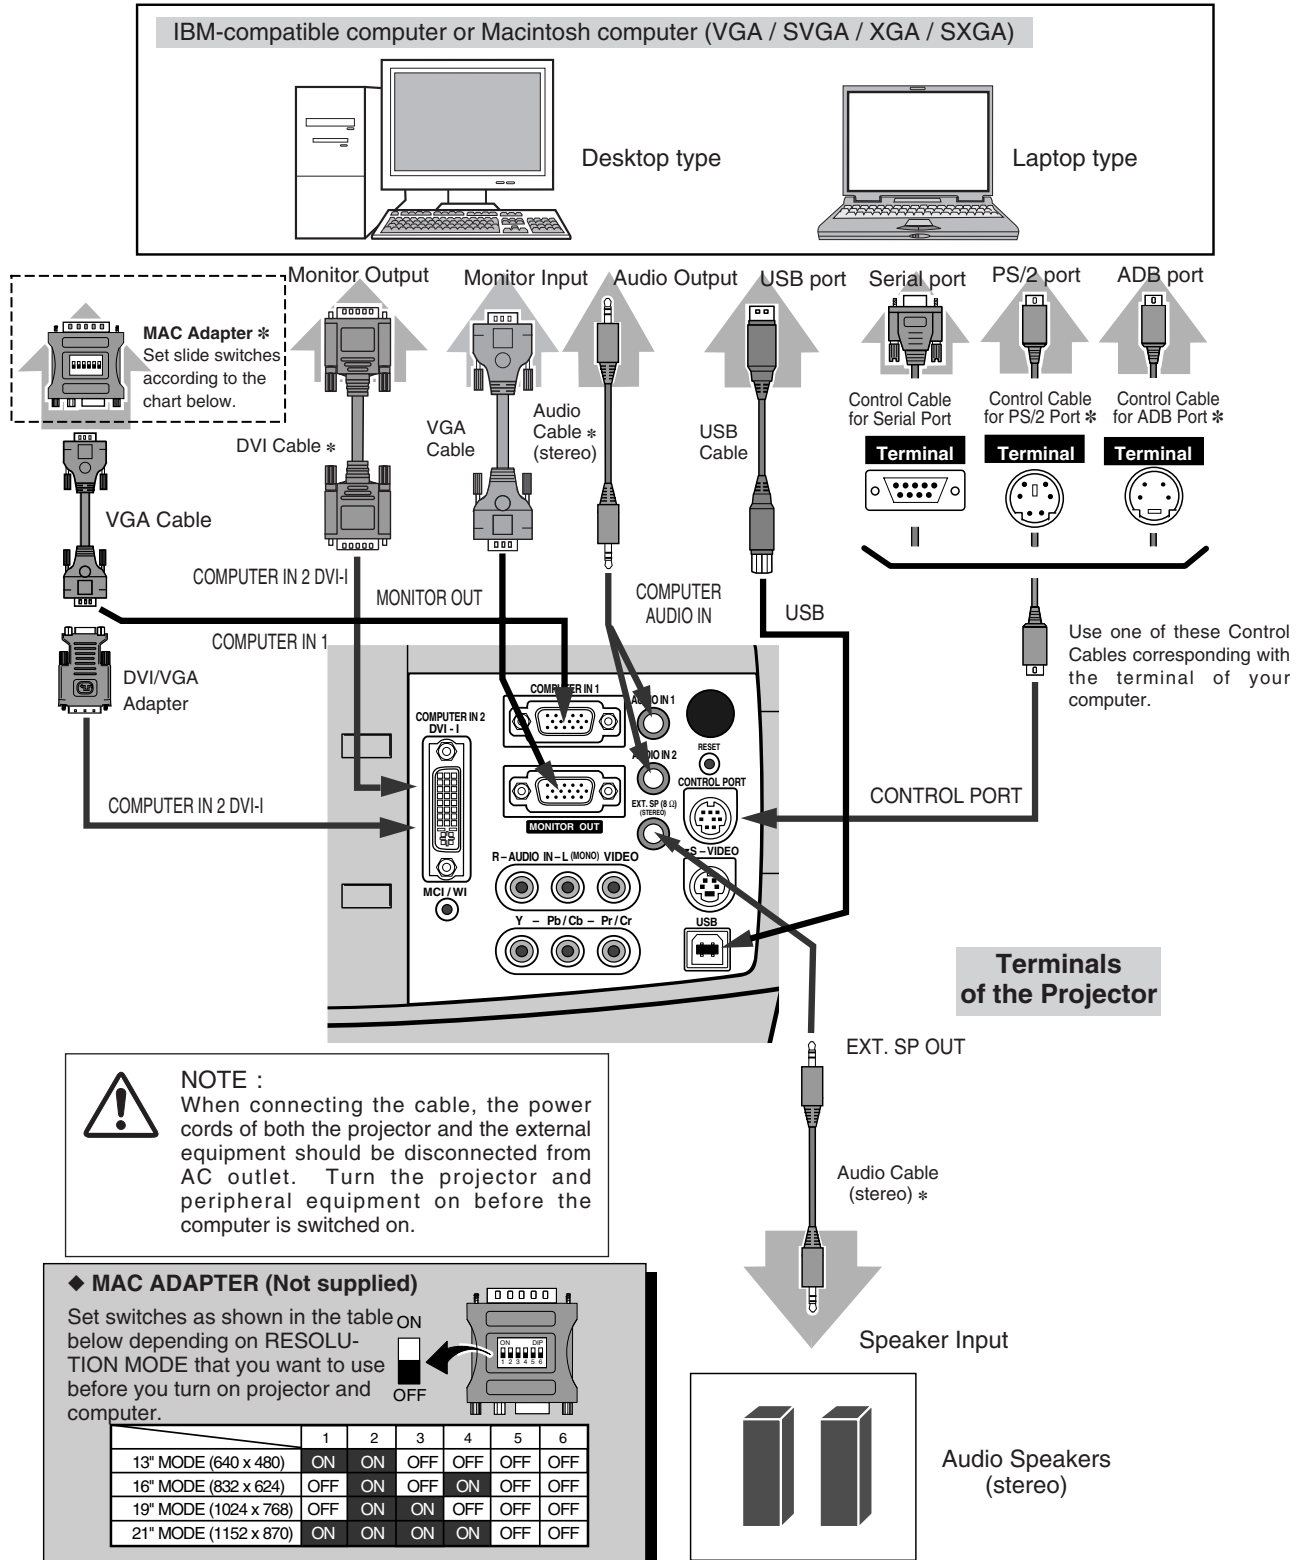 IBM-compatible computer or Macintosh computer (VGA / SVGA / XGA / SXGA)
Desktop type
Laptop type
Monitor Output
Monitor Input
Audio Output
USB port
Serial port
PS/2 port
ADB port
MAC Adapter ✻
Set slide switches
according to the
chart below.
DVI Cable ✻
VGA
Cable
Audio
Cable ✻
(stereo)
USB
Cable
Control Cable
for Serial Port
Control Cable
for PS/2 Port ✻
Control Cable
for ADB Port ✻
Terminal
Terminal
Terminal
VGA Cable
COMPUTER IN 2 DVI-I
MONITOR OUT
COMPUTER
AUDIO IN
USB
COMPUTER IN 1
DVI/VGA
Adapter
Use one of these Control
Cables corresponding with
the terminal of your
computer.
COMPUTER IN 2 DVI-I
CONTROL PORT
COMPUTER IN 1
AUDIO IN 1
COMPUTER IN 2
DVI - I
AUDIO IN 2
RESET
CONTROL PORT
EXT. SP (8 Ω)
(STEREO)
MONITOR OUT
R – AUDIO IN – L (MONO) VIDEO
S – VIDEO
MCI / WI
Y – Pb / Cb – Pr / Cr
USB
Terminals
of the Projector
EXT. SP OUT
NOTE :
When connecting the cable, the power
cords of both the projector and the external
equipment should be disconnected from
AC outlet. Turn the projector and
peripheral equipment on before the
computer is switched on.
Audio Cable
(stereo) ✻
Speaker Input
Audio Speakers
(stereo)
◆ MAC ADAPTER (Not supplied)
Set switches as shown in the table
below depending on RESOLU-
TION MODE that you want to use
before you turn on projector and
computer.
ON
OFF
ON DIP
1 2 3 4 5 6
1 2 3 4 5 6
13" MODE (640 x 480) ON ON OFF OFF OFF OFF
16" MODE (832 x 624) OFF ON OFF ON OFF OFF
19" MODE (1024 x 768) OFF ON ON OFF OFF OFF
21" MODE (1152 x 870) ON ON ON ON OFF OFF